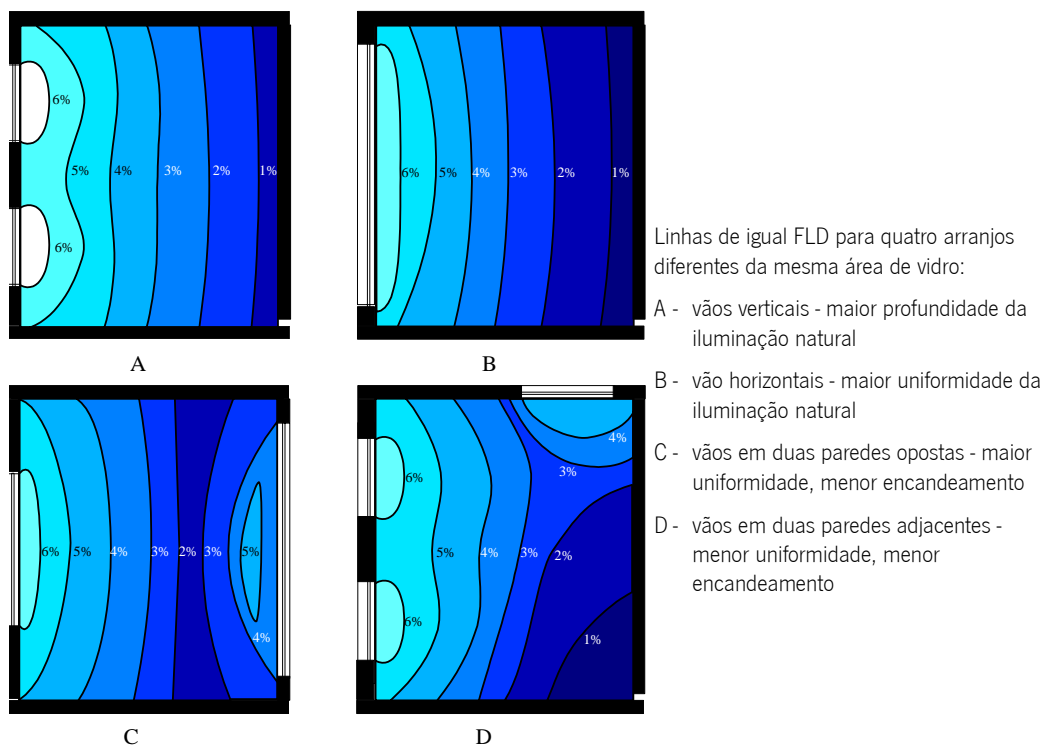 6%
5%
4%
3%
2%
1%
6%
A
6%
5%
4%
3%
2%
1%
B
6%
5%
4%
3%
2%
3%
5%
4%
C
4%
3%
6%
5%
4%
3%
2%
6%
1%
D
Linhas de igual FLD para quatro arranjos
diferentes da mesma área de vidro:
A - vãos verticais - maior profundidade da
iluminação natural
B - vão horizontais - maior uniformidade da
iluminação natural
C - vãos em duas paredes opostas - maior
uniformidade, menor encandeamento
D - vãos em duas paredes adjacentes -
menor uniformidade, menor
encandeamento